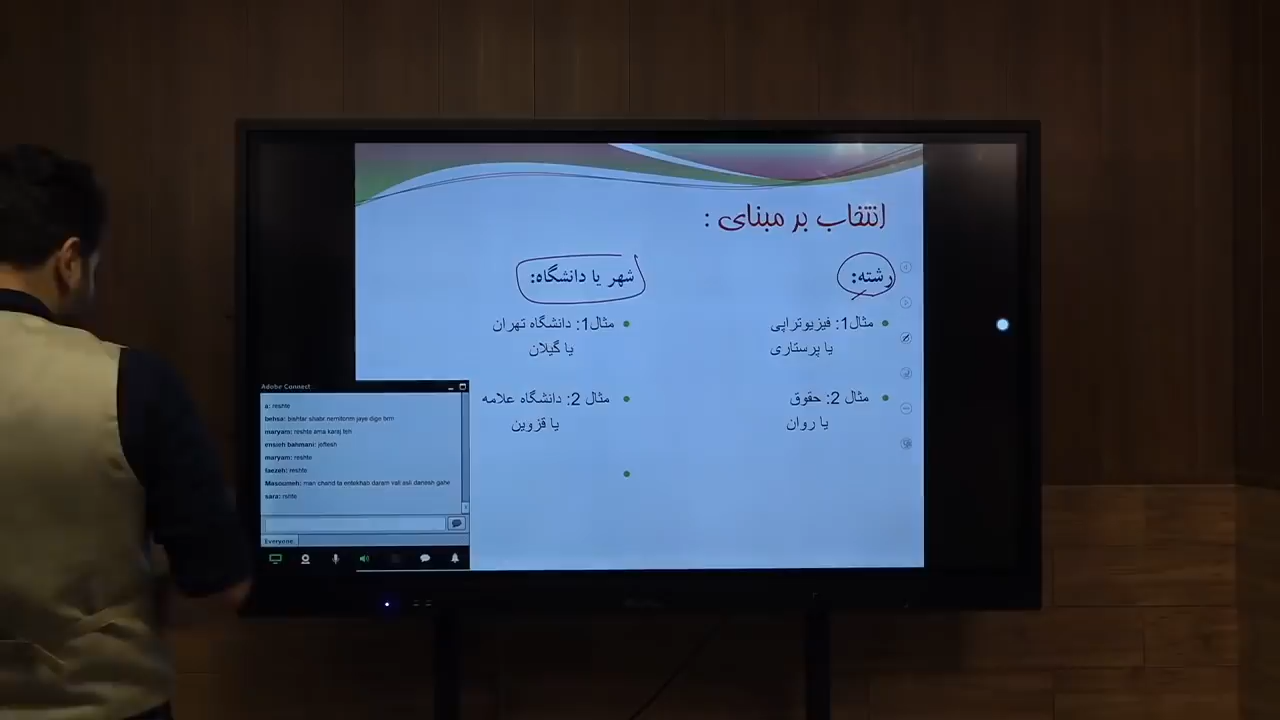 انتخاب بر مبنای :
رشته:
مثال1: فیزیوتراپی
یا پرستاری
مثال 2: حقوق
یا روان
شهر یا دانشگاه:
مثال1: دانشگاه تهران
یا گیلان
مثال 2: دانشگاه علامه
یا قزوین
Adobe Connect
a: reshte
behsa: bishtar shahr nemitonm jaye dige brm
maryam: reshte ama karaj teh
ensieh bahmani: joftesh
maryam: reshte
faezeh: reshte
Masoumeh: man chand ta entekhab daram vali asli danesh gahe
sara: rshte
Everyone